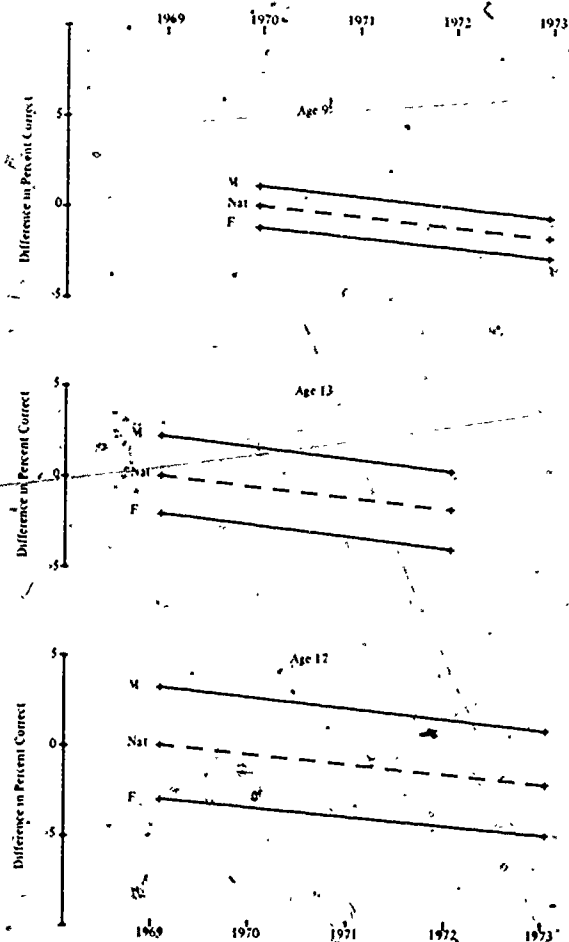 1969 1970 1971 1972 1973
Age 9
Difference in Percent Correct
5
0
-5
M
Nat
F
Age 13
Difference in Percent Correct
5
0
-5
M
Nat
F
Age 17
Difference in Percent Correct
5
0
-5
M
Nat
F
1969 1970 1971 1972 1973